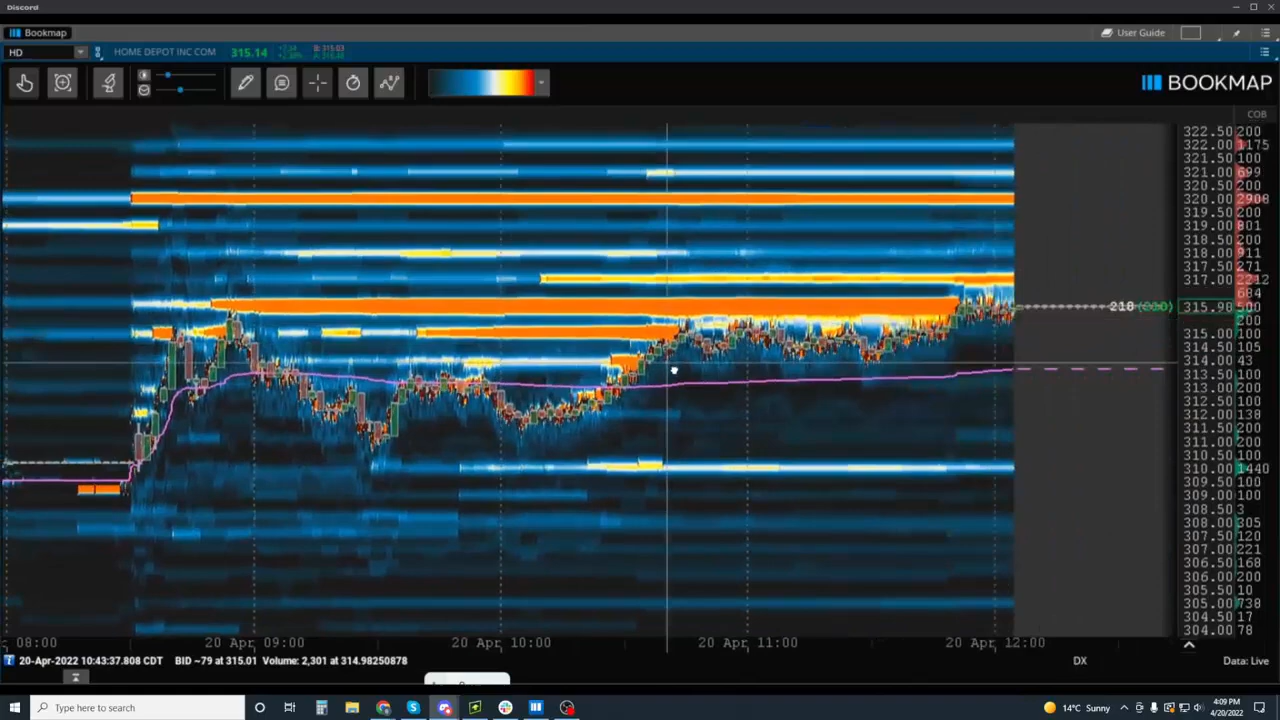 Discord
Bookmap
User Guide
HD
HOME DEPOT INC COM
315.14
BOOKMAP
COB
322.50 200
322.00 1175
321.50 100
321.00 699
320.50 200
320.00 2908
319.50 200
319.00 801
318.50 200
318.00 911
317.50 271
317.00 2212
684
218
315.90 500
200
315.00 100
314.50 105
314.00 43
313.50 100
313.00 200
312.50 100
312.00 138
311.50 200
311.00 200
310.50 100
310.00 1440
309.50 100
309.00 100
308.50 3
308.00 305
307.50 120
307.00 221
306.50 168
306.00 200
305.50 10
305.00 738
304.50 17
304.00 78
08:00
20 Apr 09:00
20 Apr 10:00
20 Apr 11:00
20 Apr 12:00
20-Apr-2022 10:43:37.808 CDT BID ~79 at 315.01 Volume: 2,301 at 314.98250878
DX
Data: Live
Type here to search
14°C Sunny
4:09 PM
4/20/2022